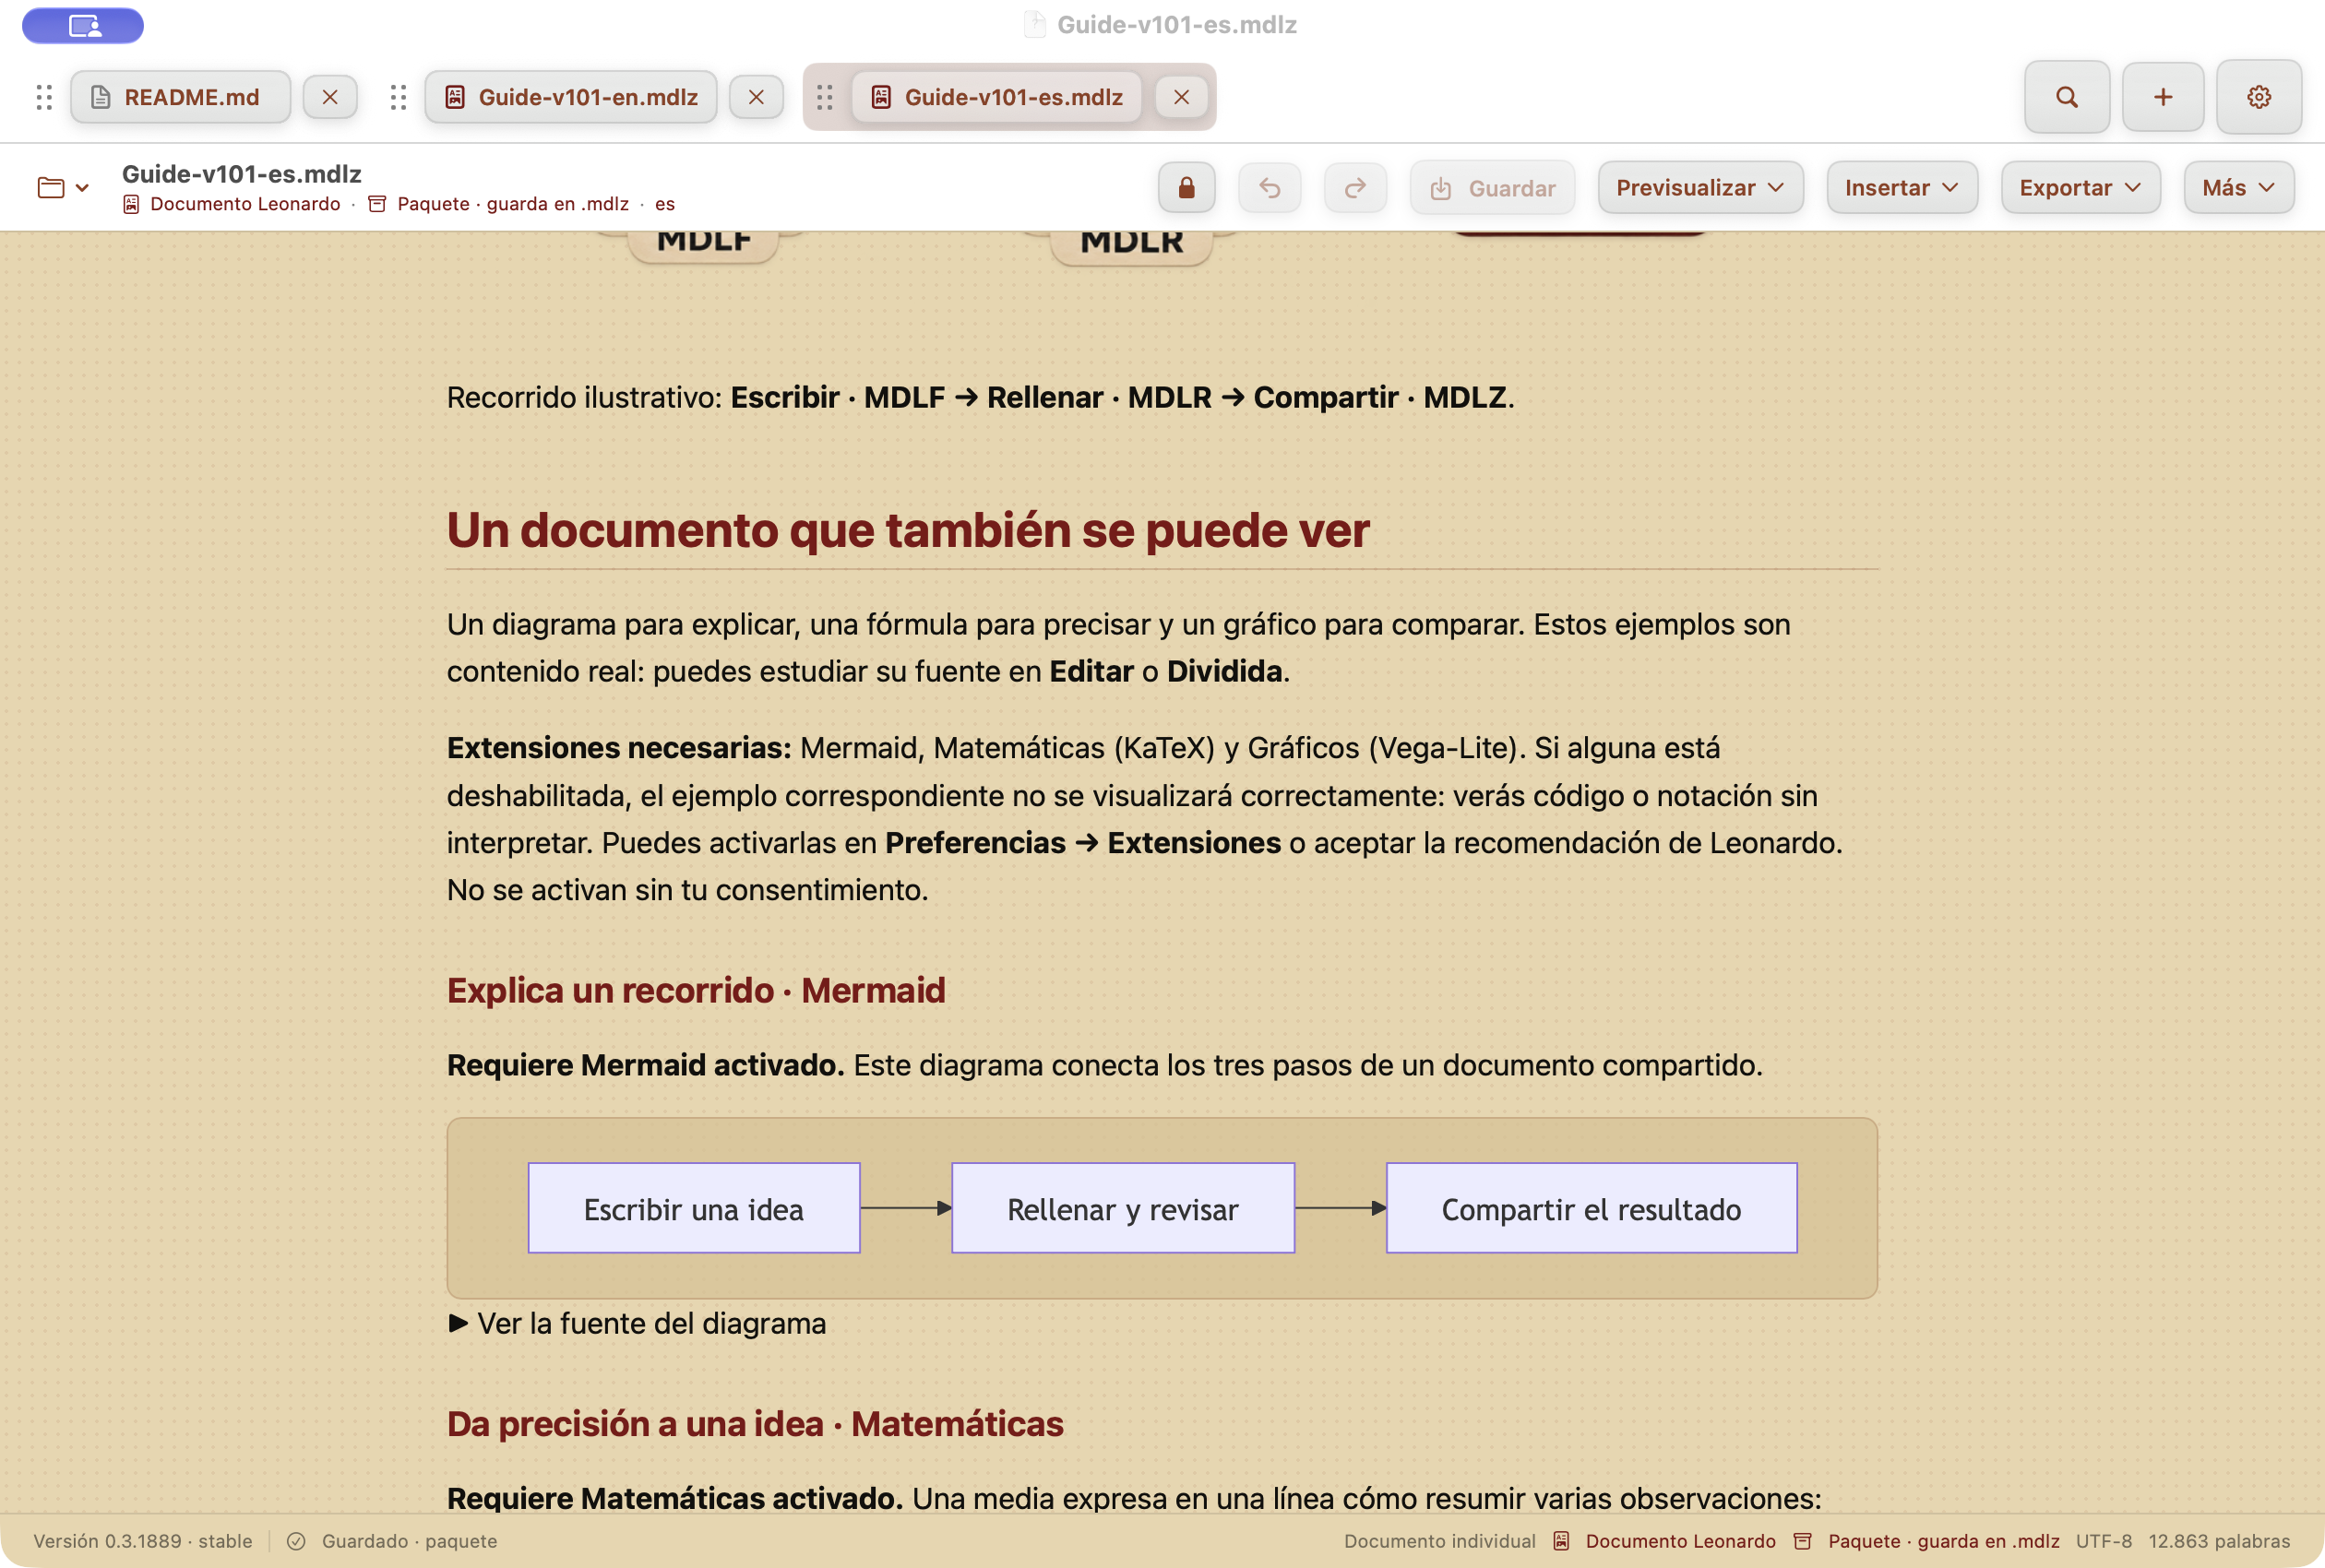 Guide-v101-es.mdlz
README.md
Guide-v101-en.mdlz
Guide-v101-es.mdlz
Guide-v101-es.mdlz
Documento Leonardo · Paquete · guarda en .mdlz · es
Guardar
Previsualizar
Insertar
Exportar
Más
MDLF
MDLR
Recorrido ilustrativo: Escribir · MDLF → Rellenar · MDLR → Compartir · MDLZ.
Un documento que también se puede ver
Un diagrama para explicar, una fórmula para precisar y un gráfico para comparar. Estos ejemplos son
contenido real: puedes estudiar su fuente en Editar o Dividida.
Extensiones necesarias: Mermaid, Matemáticas (KaTeX) y Gráficos (Vega-Lite). Si alguna está
deshabilitada, el ejemplo correspondiente no se visualizará correctamente: verás código o notación sin
interpretar. Puedes activarlas en Preferencias → Extensiones o aceptar la recomendación de Leonardo.
No se activan sin tu consentimiento.
Explica un recorrido · Mermaid
Requiere Mermaid activado. Este diagrama conecta los tres pasos de un documento compartido.
Escribir una idea
Rellenar y revisar
Compartir el resultado
▶ Ver la fuente del diagrama
Da precisión a una idea · Matemáticas
Requiere Matemáticas activado. Una media expresa en una línea cómo resumir varias observaciones:
Versión 0.3.1889 · stable
Guardado · paquete
Documento individual
Documento Leonardo
Paquete · guarda en .mdlz
UTF-8
12.863 palabras